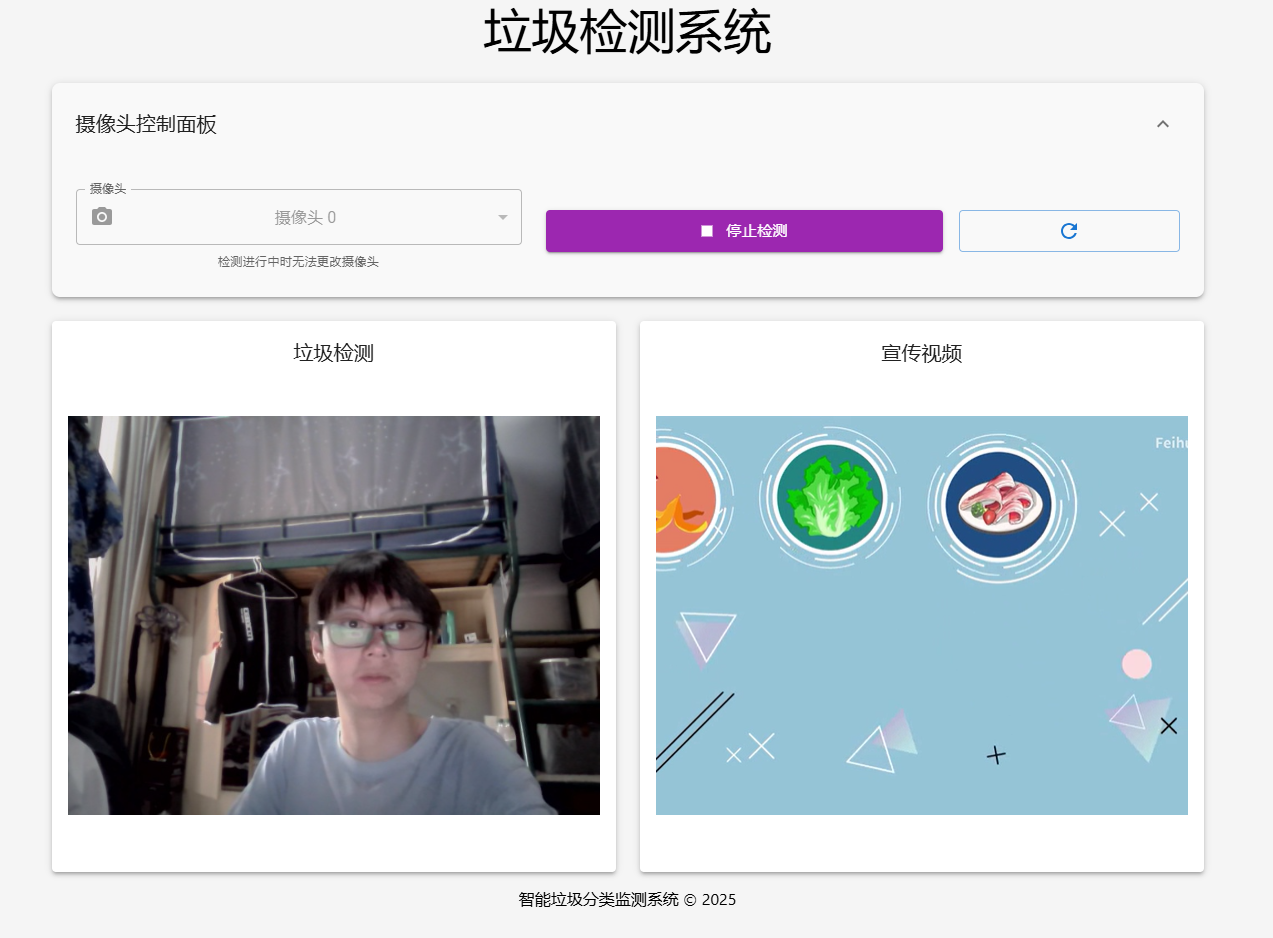 垃圾检测系统
摄像头控制面板
摄像头
摄像头 0
停止检测
检测进行中时无法更改摄像头
垃圾检测
宣传视频
Feihu
智能垃圾分类监测系统 © 2025